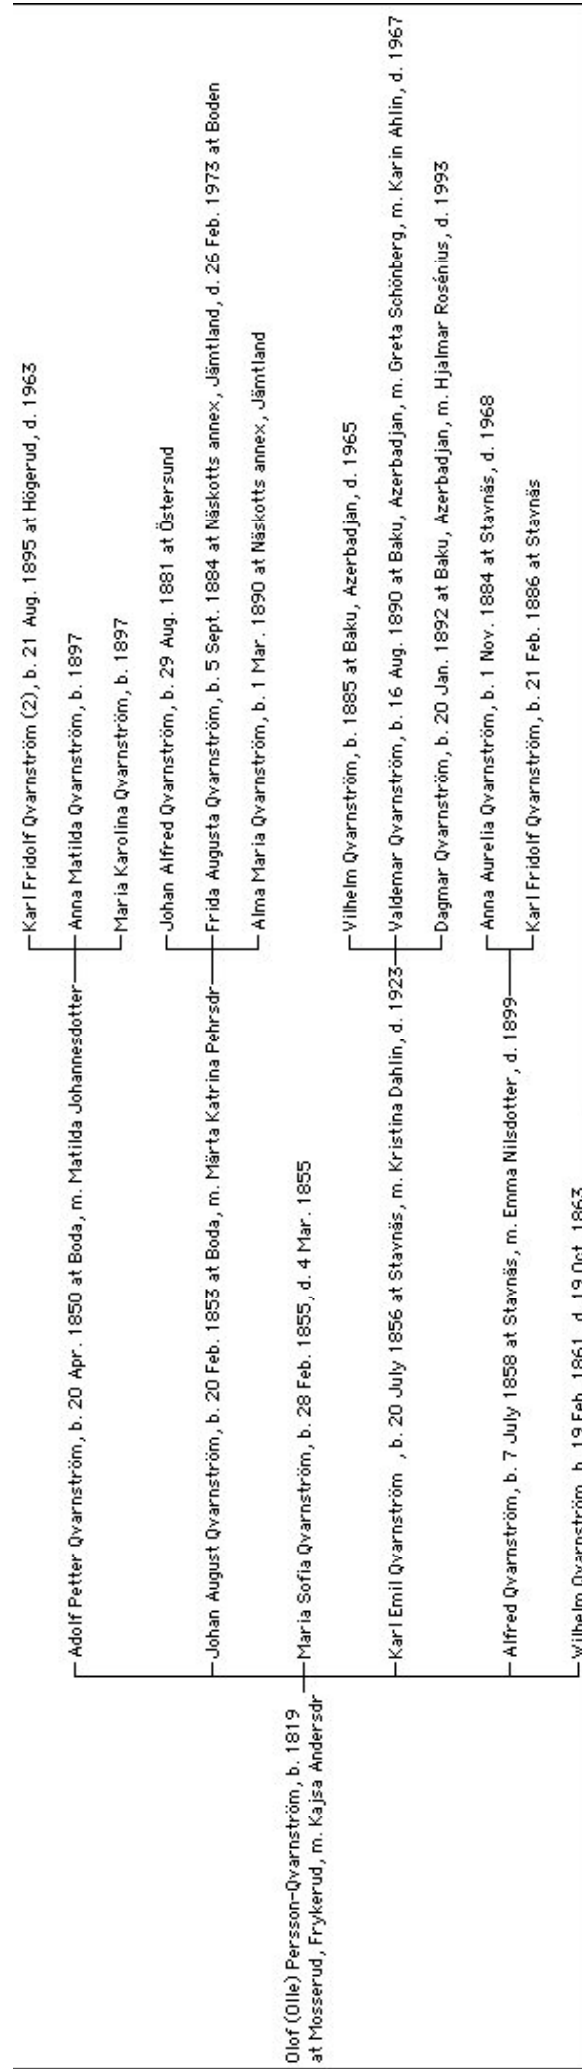 Olof (Olle) Persson-Qvarnström, b. 1819
at Mosserud, Frykerud, m. Kajsa Andersdr
Adolf Petter Qvarnström, b. 20 Apr. 1850 at Boda, m. Matilda Johannesdotter
Karl Fridolf Qvarnström (2), b. 21 Aug. 1895 at Högerud, d. 1963
Anna Matilda Qvarnström, b. 1897
Maria Karolina Qvarnström, b. 1897
Johan August Qvarnström, b. 20 Feb. 1853 at Boda, m. Märta Katrina Pehrsdr
Johan Alfred Qvarnström, b. 29 Aug. 1881 at Östersund
Frida Augusta Qvarnström, b. 5 Sept. 1884 at Näskotts annex, Jämtland, d. 26 Feb. 1973 at Boden
Alma Maria Qvarnström, b. 1 Mar. 1890 at Näskotts annex, Jämtland
Maria Sofia Qvarnström, b. 28 Feb. 1855, d. 4 Mar. 1855
Karl Emil Qvarnström , b. 20 July 1856 at Stavnäs, m. Kristina Dahlin, d. 1923
Vilhelm Qvarnström, b. 1885 at Baku, Azerbadjan, d. 1965
Valdemar Qvarnström, b. 16 Aug. 1890 at Baku, Azerbadjan, m. Greta Schönberg, m. Karin Ahlin, d. 1967
Dagmar Qvarnström, b. 20 Jan. 1892 at Baku, Azerbadjan, m. Hjalmar Rosénius, d. 1993
Alfred Qvarnström, b. 7 July 1858 at Stavnäs, m. Emma Nilsdotter, d. 1899
Anna Aurelia Qvarnström, b. 1 Nov. 1884 at Stavnäs, d. 1968
Karl Fridolf Qvarnström, b. 21 Feb. 1886 at Stavnäs
Wilhelm Qvarnström, b. 19 Feb. 1861, d. 19 Oct. 1863